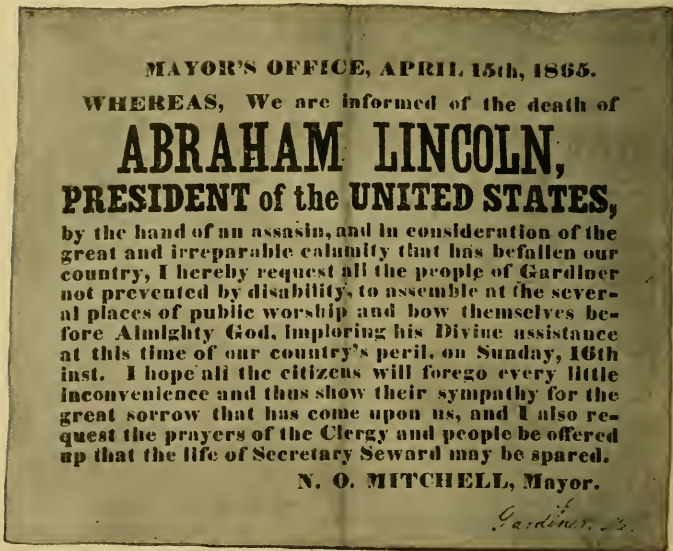 MAYOR'S OFFICE, APRIL 15th, 1865.
WHEREAS, We are informed of the death of
ABRAHAM LINCOLN,
PRESIDENT of the UNITED STATES,
by the hand of an assasin, and in consideration of the
great and irreparable calamity that has befallen our
country, I hereby request all the people of Gardiner
not prevented by disability, to assemble at the sever-
al places of public worship and bow themselves be-
fore Almighty God, imploring his Divine assistance
at this time of our country's peril, on Sunday, 16th
inst. I hope all the citizens will forego every little
inconvenience and thus show their sympathy for the
great sorrow that has come upon us, and I also re-
quest the prayers of the Clergy and people be offered
up that the life of Secretary Seward may be spared.
N. O. MITCHELL, Mayor.
Gardiner.